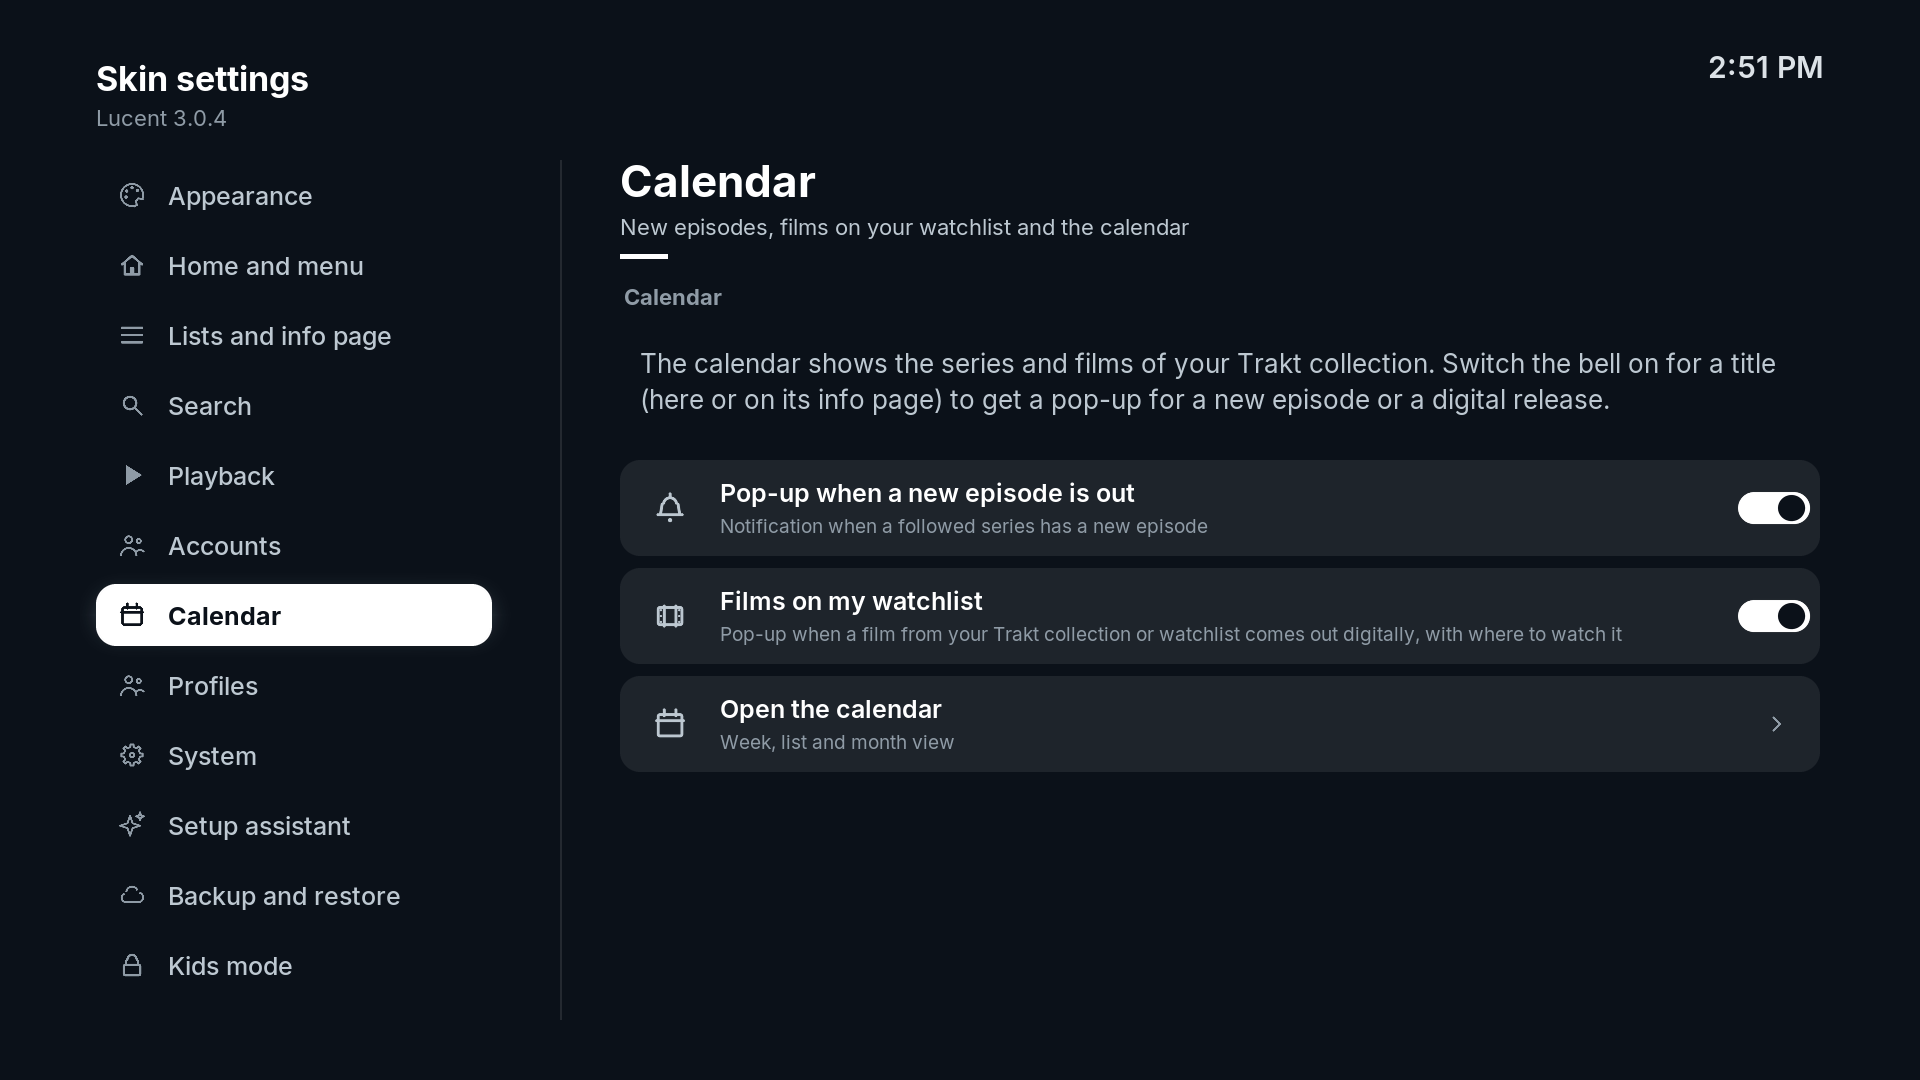 Skin settings
Lucent 3.0.4
2:51 PM
Appearance
Home and menu
Lists and info page
Search
Playback
Accounts
Calendar
Profiles
System
Setup assistant
Backup and restore
Kids mode
Calendar
New episodes, films on your watchlist and the calendar
Calendar
The calendar shows the series and films of your Trakt collection. Switch the bell on for a title
(here or on its info page) to get a pop-up for a new episode or a digital release.
Pop-up when a new episode is out
Notification when a followed series has a new episode
Films on my watchlist
Pop-up when a film from your Trakt collection or watchlist comes out digitally, with where to watch it
Open the calendar
Week, list and month view